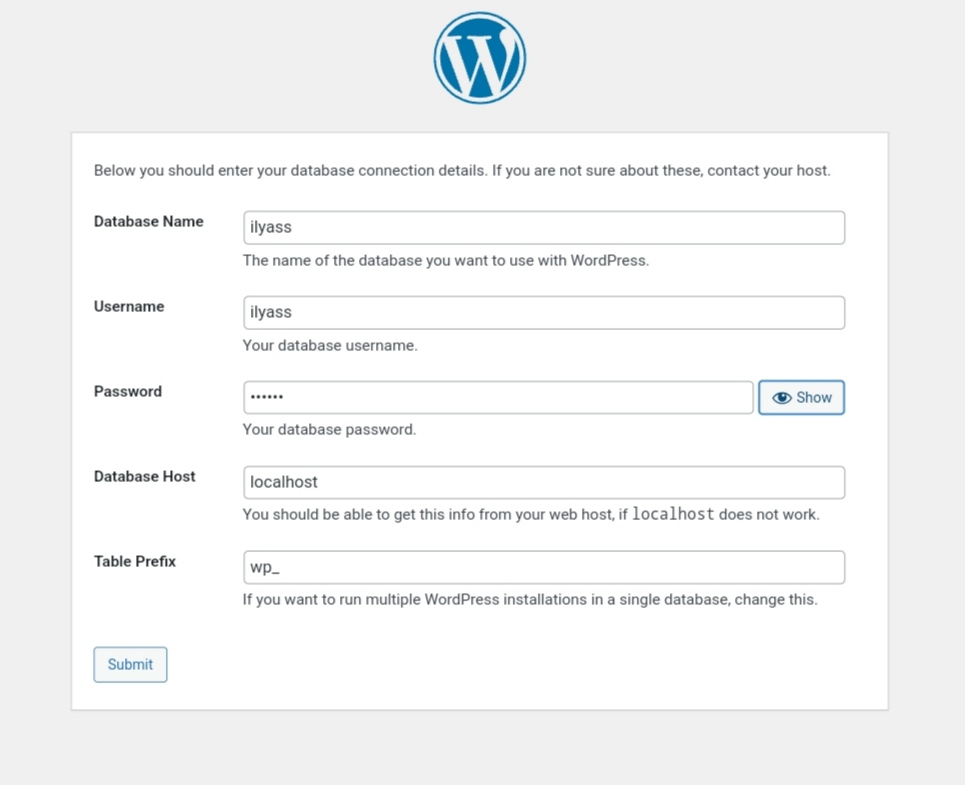 Below you should enter your database connection details. If you are not sure about these, contact your host.
Database Name
ilyass
The name of the database you want to use with WordPress.
Username
ilyass
Your database username.
Password
••••••
Show
Your database password.
Database Host
localhost
You should be able to get this info from your web host, if localhost does not work.
Table Prefix
wp_
If you want to run multiple WordPress installations in a single database, change this.
Submit